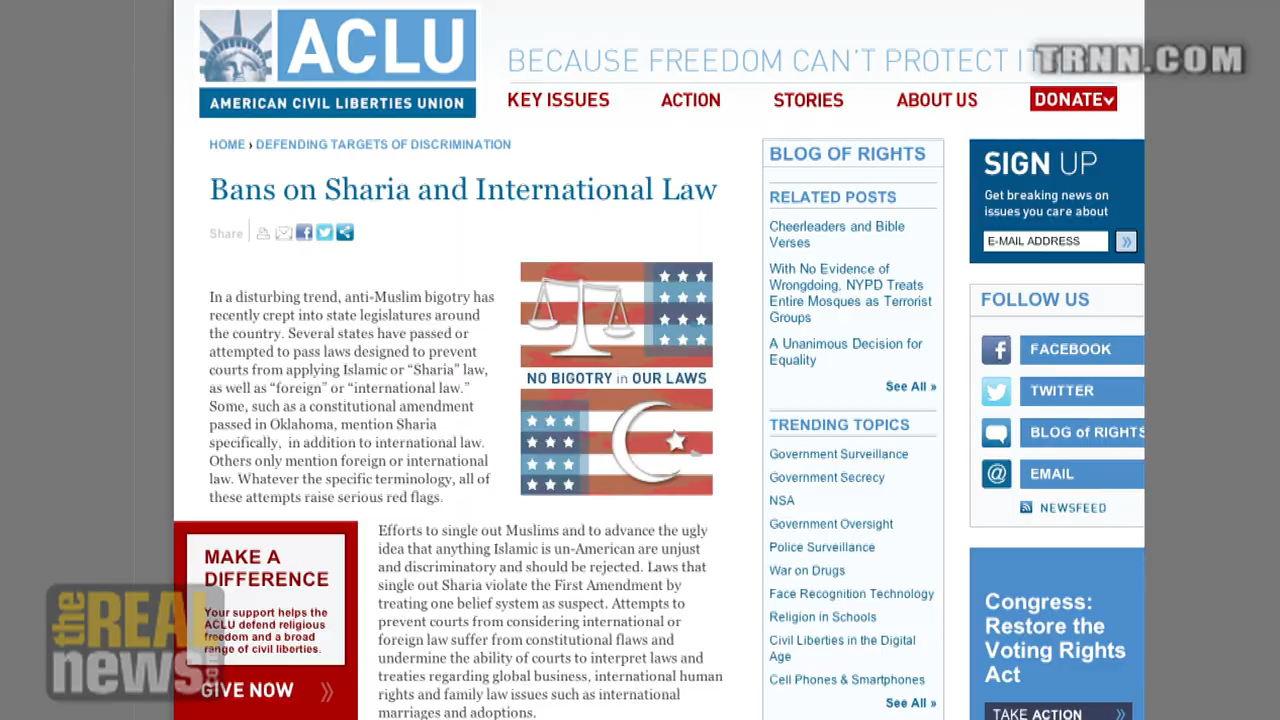 ACLU
AMERICAN CIVIL LIBERTIES UNION
BECAUSE FREEDOM CAN'T PROTECT
TRNN.COM
KEY ISSUES
ACTION
STORIES
ABOUT US
DONATE
HOME › DEFENDING TARGETS OF DISCRIMINATION
Bans on Sharia and International Law
Share
In a disturbing trend, anti-Muslim bigotry has
recently crept into state legislatures around
the country. Several states have passed or
attempted to pass laws designed to prevent
courts from applying Islamic or “Sharia” law,
as well as “foreign” or “international law.”
Some, such as a constitutional amendment
passed in Oklahoma, mention Sharia
specifically, in addition to international law.
Others only mention foreign or international
law. Whatever the specific terminology, all of
these attempts raise serious red flags.
NO BIGOTRY in OUR LAWS
Efforts to single out Muslims and to advance the ugly
idea that anything Islamic is un-American are unjust
and discriminatory and should be rejected. Laws that
single out Sharia violate the First Amendment by
treating one belief system as suspect. Attempts to
prevent courts from considering international or
foreign law suffer from constitutional flaws and
undermine the ability of courts to interpret laws and
treaties regarding global business, international human
rights and family law issues such as international
marriages and adoptions.
MAKE A
DIFFERENCE
Your support helps the
ACLU defend religious
freedom and a broad
range of civil liberties.
GIVE NOW »
the REAL
news.com
BLOG OF RIGHTS
RELATED POSTS
Cheerleaders and Bible
Verses
With No Evidence of
Wrongdoing, NYPD Treats
Entire Mosques as Terrorist
Groups
A Unanimous Decision for
Equality
See All »
TRENDING TOPICS
Government Surveillance
Government Secrecy
NSA
Government Oversight
Police Surveillance
War on Drugs
Face Recognition Technology
Religion in Schools
Civil Liberties in the Digital
Age
Cell Phones & Smartphones
See All »
SIGN UP
Get breaking news on
issues you care about
E-MAIL ADDRESS »
FOLLOW US
FACEBOOK
TWITTER
BLOG of RIGHTS
EMAIL
NEWSFEED
Congress:
Restore the
Voting Rights
Act
TAKE ACTION »